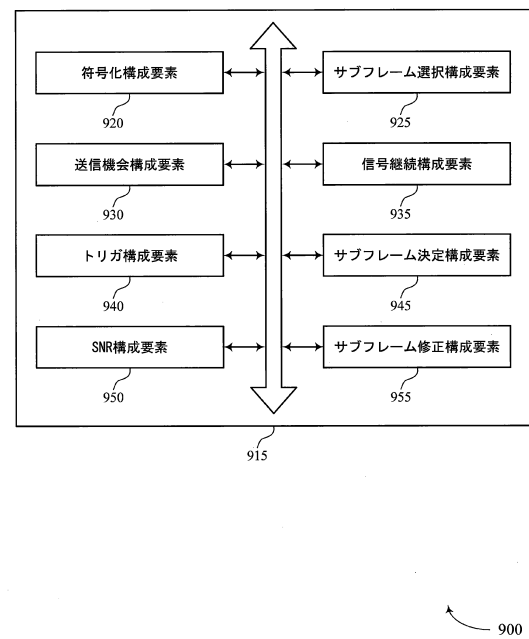 符号化構成要素
920
サブフレーム選択構成要素
925
送信機会構成要素
930
信号継続構成要素
935
トリガ構成要素
940
サブフレーム決定構成要素
945
SNR構成要素
950
サブフレーム修正構成要素
955
915
900